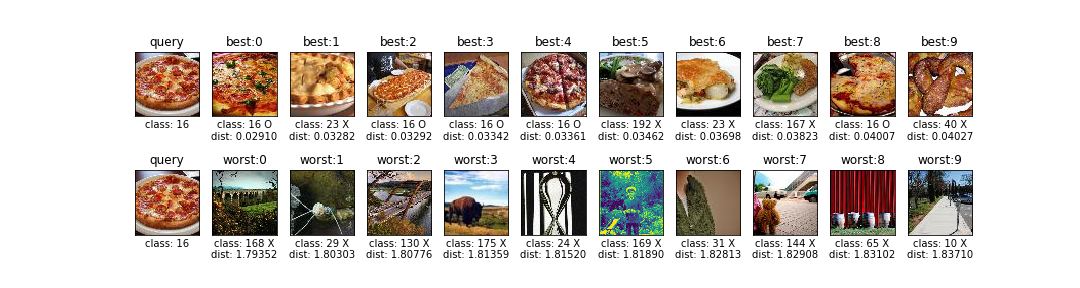 query best:0 best:1 best:2 best:3 best:4 best:5 best:6 best:7 best:8 best:9
class: 16 class: 16 O class: 23 X class: 16 O class: 16 O class: 16 O class: 192 X class: 23 X class: 167 X class: 16 O class: 40 X
dist: 0.02910 dist: 0.03282 dist: 0.03292 dist: 0.03342 dist: 0.03361 dist: 0.03462 dist: 0.03698 dist: 0.03823 dist: 0.04007 dist: 0.04027
query worst:0 worst:1 worst:2 worst:3 worst:4 worst:5 worst:6 worst:7 worst:8 worst:9
class: 16 class: 168 X class: 29 X class: 130 X class: 175 X class: 24 X class: 169 X class: 31 X class: 144 X class: 65 X class: 10 X
dist: 1.79352 dist: 1.80303 dist: 1.80776 dist: 1.81359 dist: 1.81520 dist: 1.81890 dist: 1.82813 dist: 1.82908 dist: 1.83102 dist: 1.83710